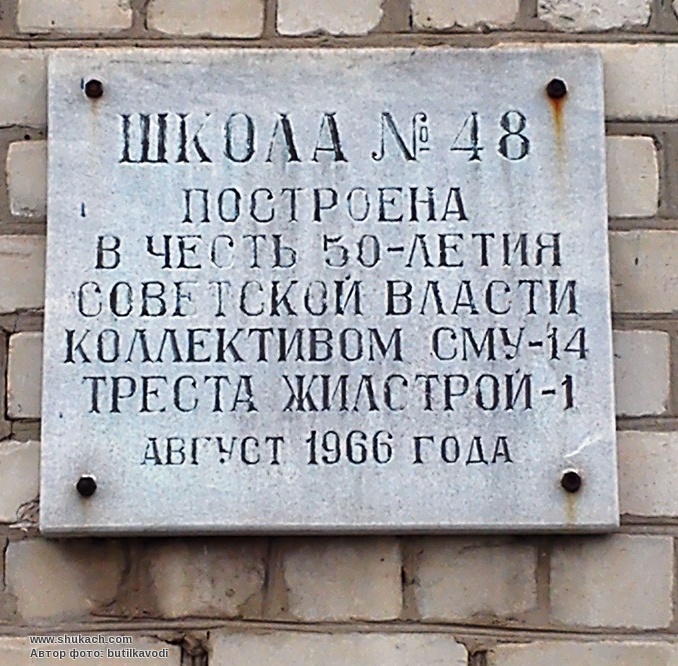 ШКОЛА № 48
ПОСТРОЕНА
В ЧЕСТЬ 50-ЛЕТИЯ
СОВЕТСКОЙ ВЛАСТИ
КОЛЛЕКТИВОМ СМУ-14
ТРЕСТА ЖИЛСТРОЙ-1
АВГУСТ 1966 ГОДА
www.shukach.com
Автор фото: butilkavodi